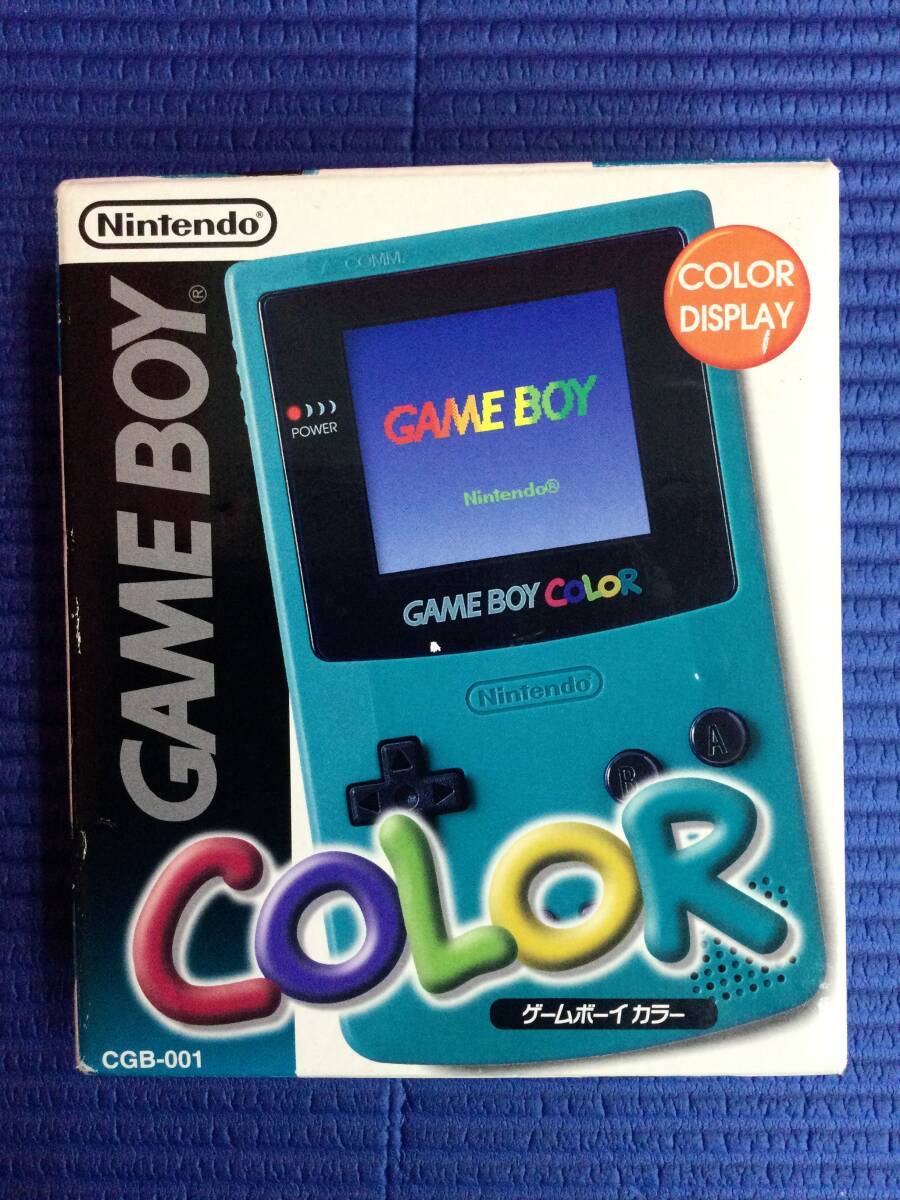 Nintendo®
GAME BOY®
COMM.
COLOR
DISPLAY
POWER
GAME BOY
Nintendo®
GAME BOY COLOR
Nintendo®
A
B
COLOR
ゲームボーイカラー
CGB-001